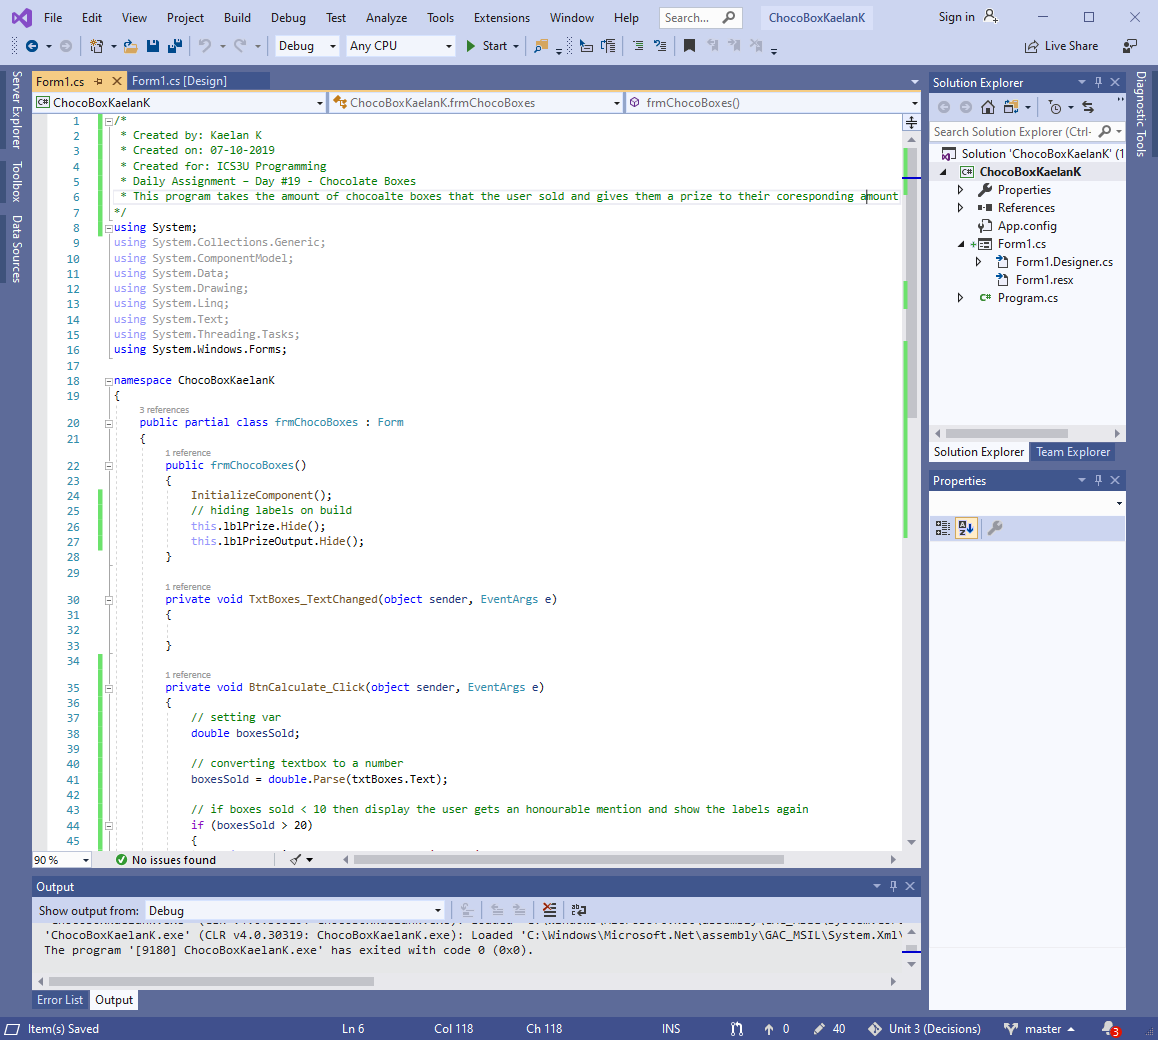 File Edit View Project Build Debug Test Analyze Tools Extensions Window Help Search... ChocoBoxKaelanK Sign in
Debug Any CPU Start Live Share
Server Explorer
Toolbox
Data Sources
Form1.cs Form1.cs [Design]
C# ChocoBoxKaelanK ChocoBoxKaelanK.frmChocoBoxes frmChocoBoxes()
1 /*
2 * Created by: Kaelan K
3 * Created on: 07-10-2019
4 * Created for: ICS3U Programming
5 * Daily Assignment – Day #19 - Chocolate Boxes
6 * This program takes the amount of chocoalte boxes that the user sold and gives them a prize to their coresponding amount
7 */
8 using System;
9 using System.Collections.Generic;
10 using System.ComponentModel;
11 using System.Data;
12 using System.Drawing;
13 using System.Linq;
14 using System.Text;
15 using System.Threading.Tasks;
16 using System.Windows.Forms;
17
18 namespace ChocoBoxKaelanK
19 {
3 references
20 public partial class frmChocoBoxes : Form
21 {
1 reference
22 public frmChocoBoxes()
23 {
24 InitializeComponent();
25 // hiding labels on build
26 this.lblPrize.Hide();
27 this.lblPrizeOutput.Hide();
28 }
29
1 reference
30 private void TxtBoxes_TextChanged(object sender, EventArgs e)
31 {
32
33 }
34
1 reference
35 private void BtnCalculate_Click(object sender, EventArgs e)
36 {
37 // setting var
38 double boxesSold;
39
40 // converting textbox to a number
41 boxesSold = double.Parse(txtBoxes.Text);
42
43 // if boxes sold < 10 then display the user gets an honourable mention and show the labels again
44 if (boxesSold > 20)
45 {
90 % No issues found
Output
Show output from: Debug
'ChocoBoxKaelanK.exe' (CLR v4.0.30319: ChocoBoxKaelanK.exe): Loaded 'C:\Windows\Microsoft.Net\assembly\GAC_MSIL\System.Xml\
The program '[9180] ChocoBoxKaelanK.exe' has exited with code 0 (0x0).
Error List Output
Solution Explorer
Search Solution Explorer (Ctrl-
Solution 'ChocoBoxKaelanK' (1
C# ChocoBoxKaelanK
Properties
References
App.config
Form1.cs
Form1.Designer.cs
Form1.resx
C# Program.cs
Solution Explorer Team Explorer
Properties
Diagnostic Tools
Item(s) Saved Ln 6 Col 118 Ch 118 INS 0 40 Unit 3 (Decisions) master 3